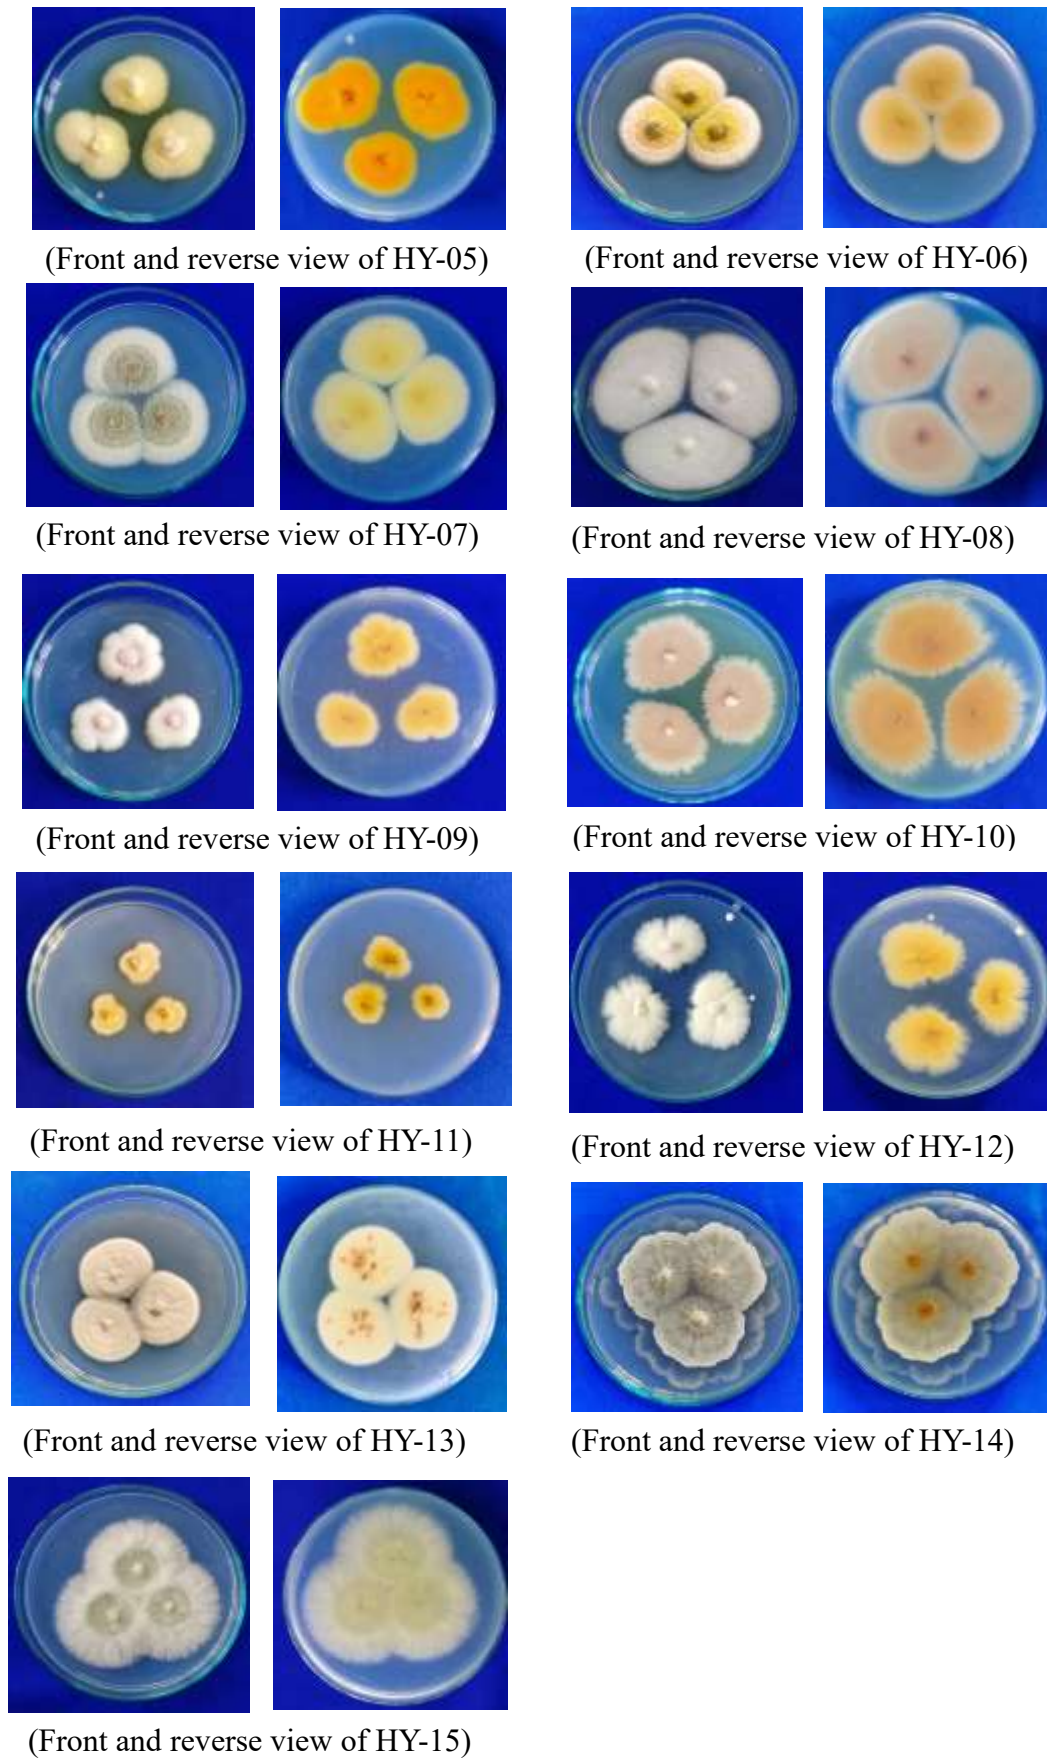 (Front and reverse view of HY-05)
(Front and reverse view of HY-06)
(Front and reverse view of HY-07)
(Front and reverse view of HY-08)
(Front and reverse view of HY-09)
(Front and reverse view of HY-10)
(Front and reverse view of HY-11)
(Front and reverse view of HY-12)
(Front and reverse view of HY-13)
(Front and reverse view of HY-14)
(Front and reverse view of HY-15)